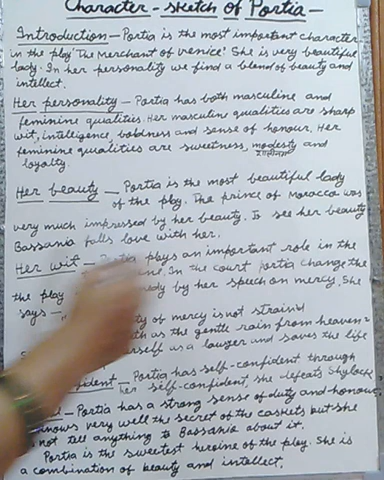 Character-sketch of Portia-
Introduction - Portia is the most important character
in the play 'The Merchant of Venice'. She is very beautiful
lady. In her personality we find a blend of beauty and
intellect.
Her personality - Portia has both masculine and
feminine qualities. Her masculine qualities are sharp
wit, intelligence, boldness and sense of honour. Her
feminine qualities are sweetness, modesty and
loyalty.
Her beauty - Portia is the most beautiful lady
of the play. The prince of Morocco was
very much impressed by her beauty. To see her beauty
Bassania falls love with her.
Her wit - Portia plays an important role in the
In the court Portia change the
the play by her speech on mercy. She
says -
of mercy is not strain'd
as the gentle rain from heaven"
as a lawyer and saves the life
Portia has self-confident through
her self-confident, she defeats Shylock
- Portia has a strong sense of duty and honour,
knows very well the secret of the caskets but she
not tell anything to Bassania about it.
Portia is the sweetest heroine of the play. She is
a combination of beauty and intellect.